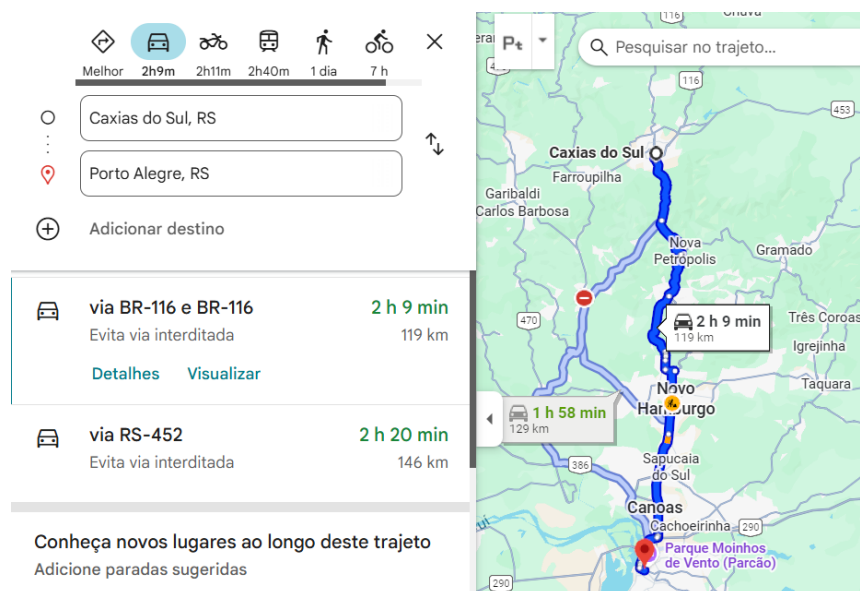 Melhor
2h9m
2h11m
2h40m
1 dia
7 h
Caxias do Sul, RS
Porto Alegre, RS
Adicionar destino
via BR-116 e BR-116
2 h 9 min
Evita via interditada
119 km
Detalhes
Visualizar
via RS-452
2 h 20 min
Evita via interditada
146 km
Conheça novos lugares ao longo deste trajeto
Adicione paradas sugeridas
Pesquisar no trajeto...
116
116
453
Caxias do Sul
Farroupilha
Garibaldi
Carlos Barbosa
Nova
Petrópolis
Gramado
470
2 h 9 min
119 km
Três Coroas
Igrejinha
Taquara
Novo
Hamburgo
1 h 58 min
129 km
386
Sapucaia
do Sul
Canoas
Cachoeirinha
290
Parque Moinhos
de Vento (Parcão)
290